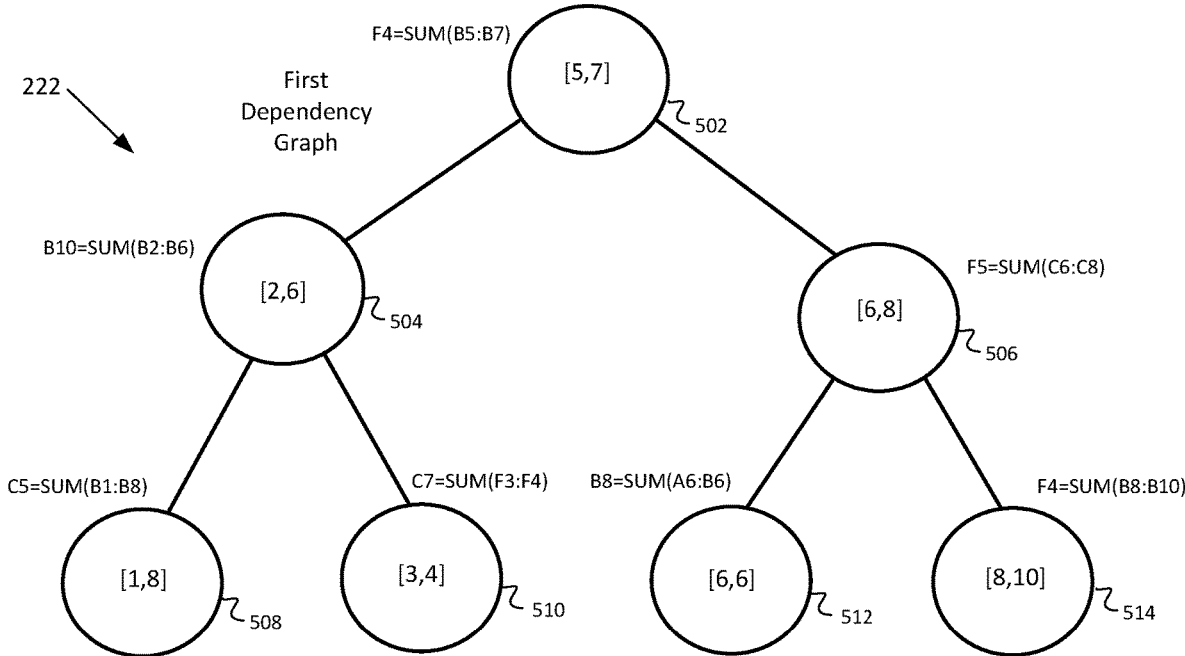 F4=SUM(B5:B7)
[5,7]
222
First
Dependency
Graph
502
B10=SUM(B2:B6)
[2,6]
504
F5=SUM(C6:C8)
[6,8]
506
C5=SUM(B1:B8)
[1,8]
508
C7=SUM(F3:F4)
[3,4]
510
B8=SUM(A6:B6)
[6,6]
512
F4=SUM(B8:B10)
[8,10]
514